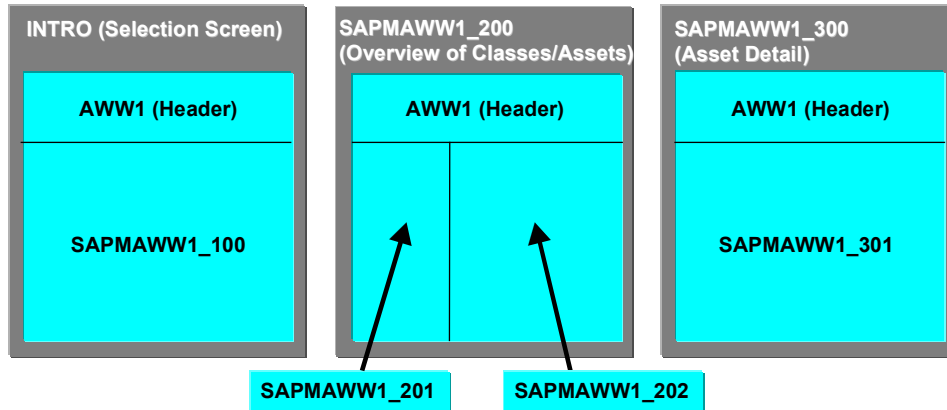 INTRO (Selection Screen)
AWW1 (Header)
SAPMAWW1_100
SAPMAWW1_200
(Overview of Classes/Assets)
AWW1 (Header)
SAPMAWW1_201
SAPMAWW1_202
SAPMAWW1_300
(Asset Detail)
AWW1 (Header)
SAPMAWW1_301